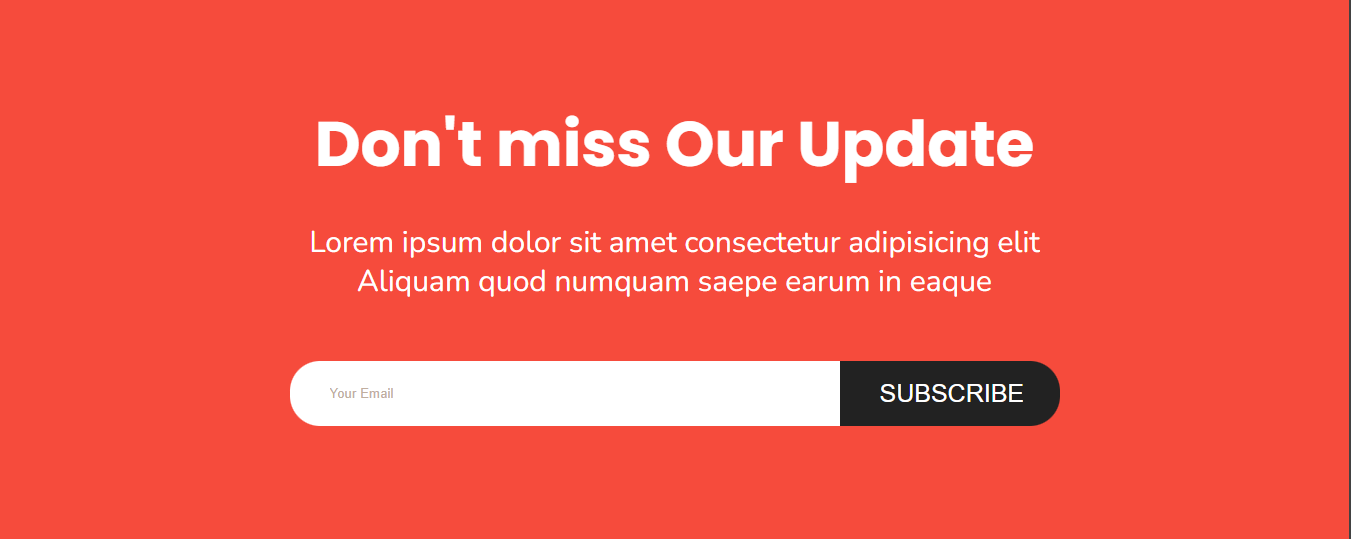 Don't miss Our Update
Lorem ipsum dolor sit amet consectetur adipisicing elit
Aliquam quod numquam saepe earum in eaque
Your Email
SUBSCRIBE